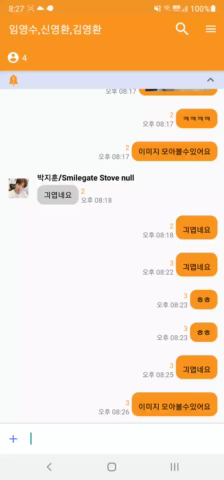 8:27
100%
임영수,신영환,김영환
4
오후 08:17
2
ㅋㅋㅋㅋ
오후 08:17
2
이미지 모아볼수있어요
오후 08:17
박지훈/Smilegate Stove null
긔엽네요
2
오후 08:18
2
긔엽네요
오후 08:18
3
긔엽네요
오후 08:22
3
ㅎㅎ
오후 08:23
3
ㅎㅎ
오후 08:23
3
긔엽네요
오후 08:25
3
이미지 모아볼수있어요
오후 08:26